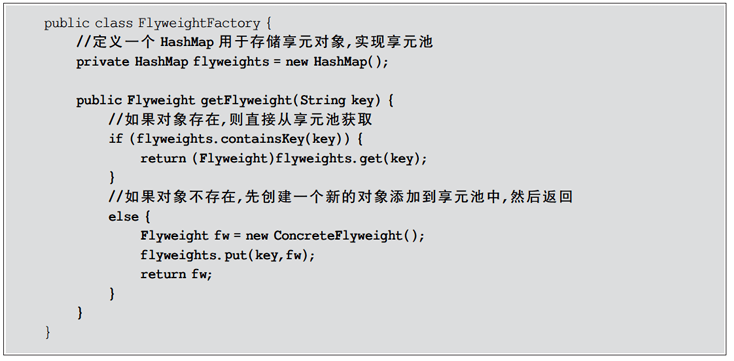 public class FlyweightFactory {
//定义一个 HashMap 用于存储享元对象,实现享元池
private HashMap flyweights = new HashMap();
public Flyweight getFlyweight(String key) {
//如果对象存在,则直接从享元池获取
if (flyweights.containsKey(key)) {
return (Flyweight)flyweights.get(key);
}
//如果对象不存在,先创建一个新的对象添加到享元池中,然后返回
else {
Flyweight fw = new ConcreteFlyweight();
flyweights.put(key,fw);
return fw;
}
}
}